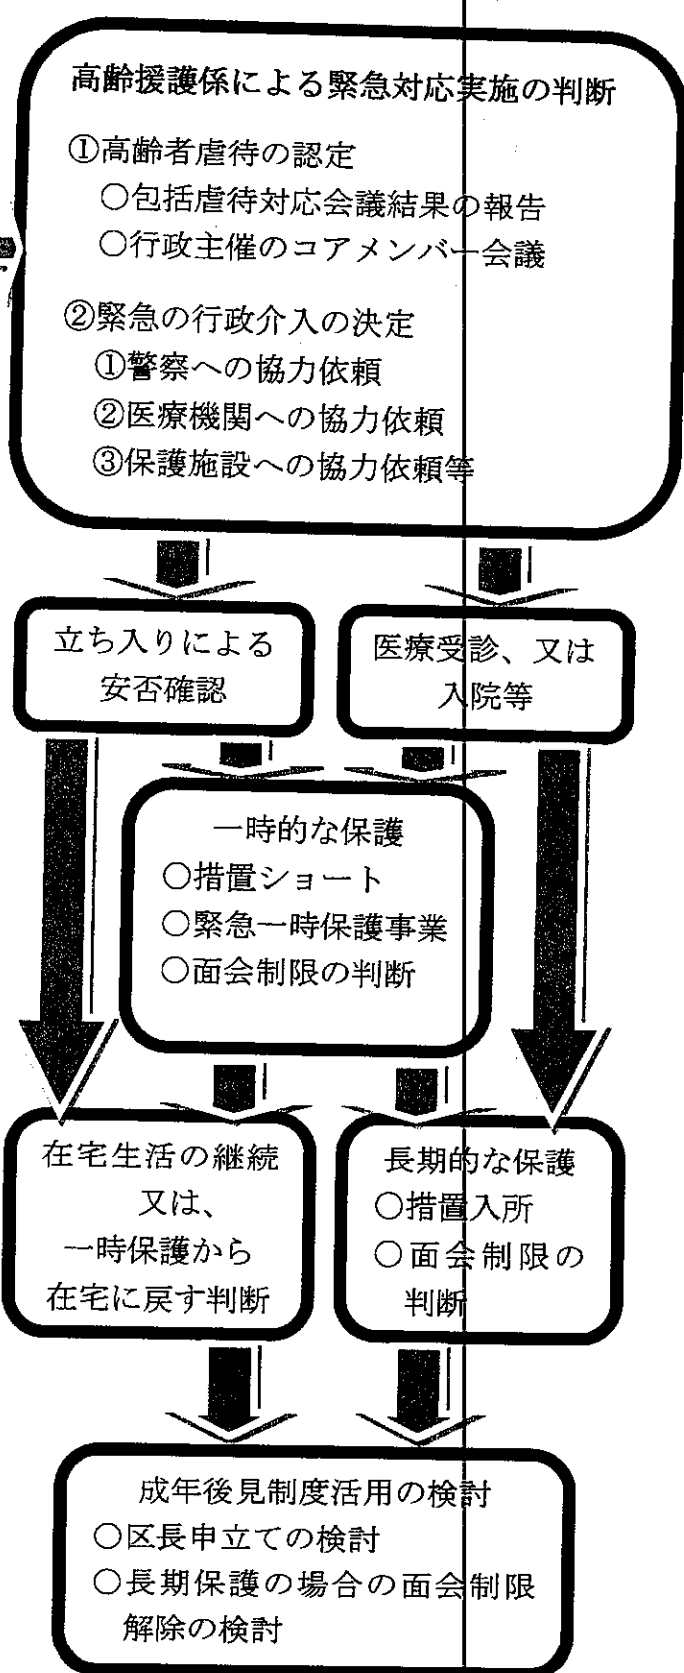 高齢援護係による緊急対応実施の判断
①高齢者虐待の認定
○包括虐待対応会議結果の報告
○行政主催のコアメンバー会議
②緊急の行政介入の決定
①警察への協力依頼
②医療機関への協力依頼
③保護施設への協力依頼等
立ち入りによる
安否確認
医療受診、又は
入院等
一時的な保護
○措置ショート
○緊急一時保護事業
○面会制限の判断
在宅生活の継続
又は、
一時保護から
在宅に戻す判断
長期的な保護
○措置入所
○面会制限の
判断
成年後見制度活用の検討
○区長申立ての検討
○長期保護の場合の面会制限
解除の検討